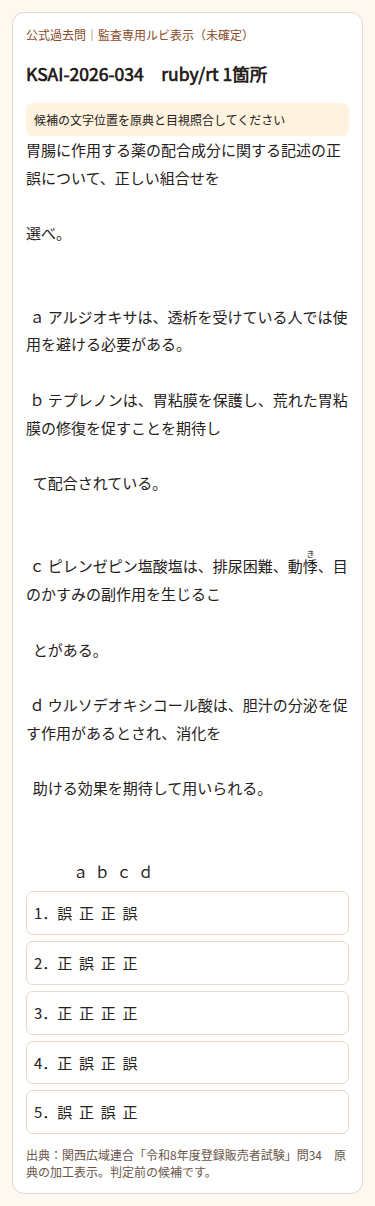 公式過去問｜監査専用ルビ表示（未確定）
KSAI-2026-034　ruby/rt 1箇所
候補の文字位置を原典と目視照合してください
胃腸に作用する薬の配合成分に関する記述の正
誤について、正しい組合せを
選べ。
a アルジオキサは、透析を受けている人では使
用を避ける必要がある。
b テプレノンは、胃粘膜を保護し、荒れた胃粘
膜の修復を促すことを期待し
て配合されている。
き
c ピレンゼピン塩酸塩は、排尿困難、動悸、目
のかすみの副作用を生じるこ
とがある。
d ウルソデオキシコール酸は、胆汁の分泌を促
す作用があるとされ、消化を
助ける効果を期待して用いられる。
a b c d
1．誤 正 正 誤
2．正 誤 正 正
3．正 正 正 正
4．正 誤 正 誤
5．誤 正 誤 正
出典：関西広域連合「令和8年度登録販売者試験」問34　原
典の加工表示。判定前の候補です。